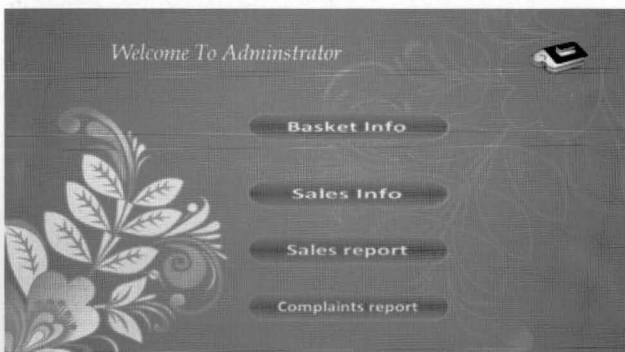 Welcome To Adminstrator
Basket Info
Sales Info
Sales report
Complaints report